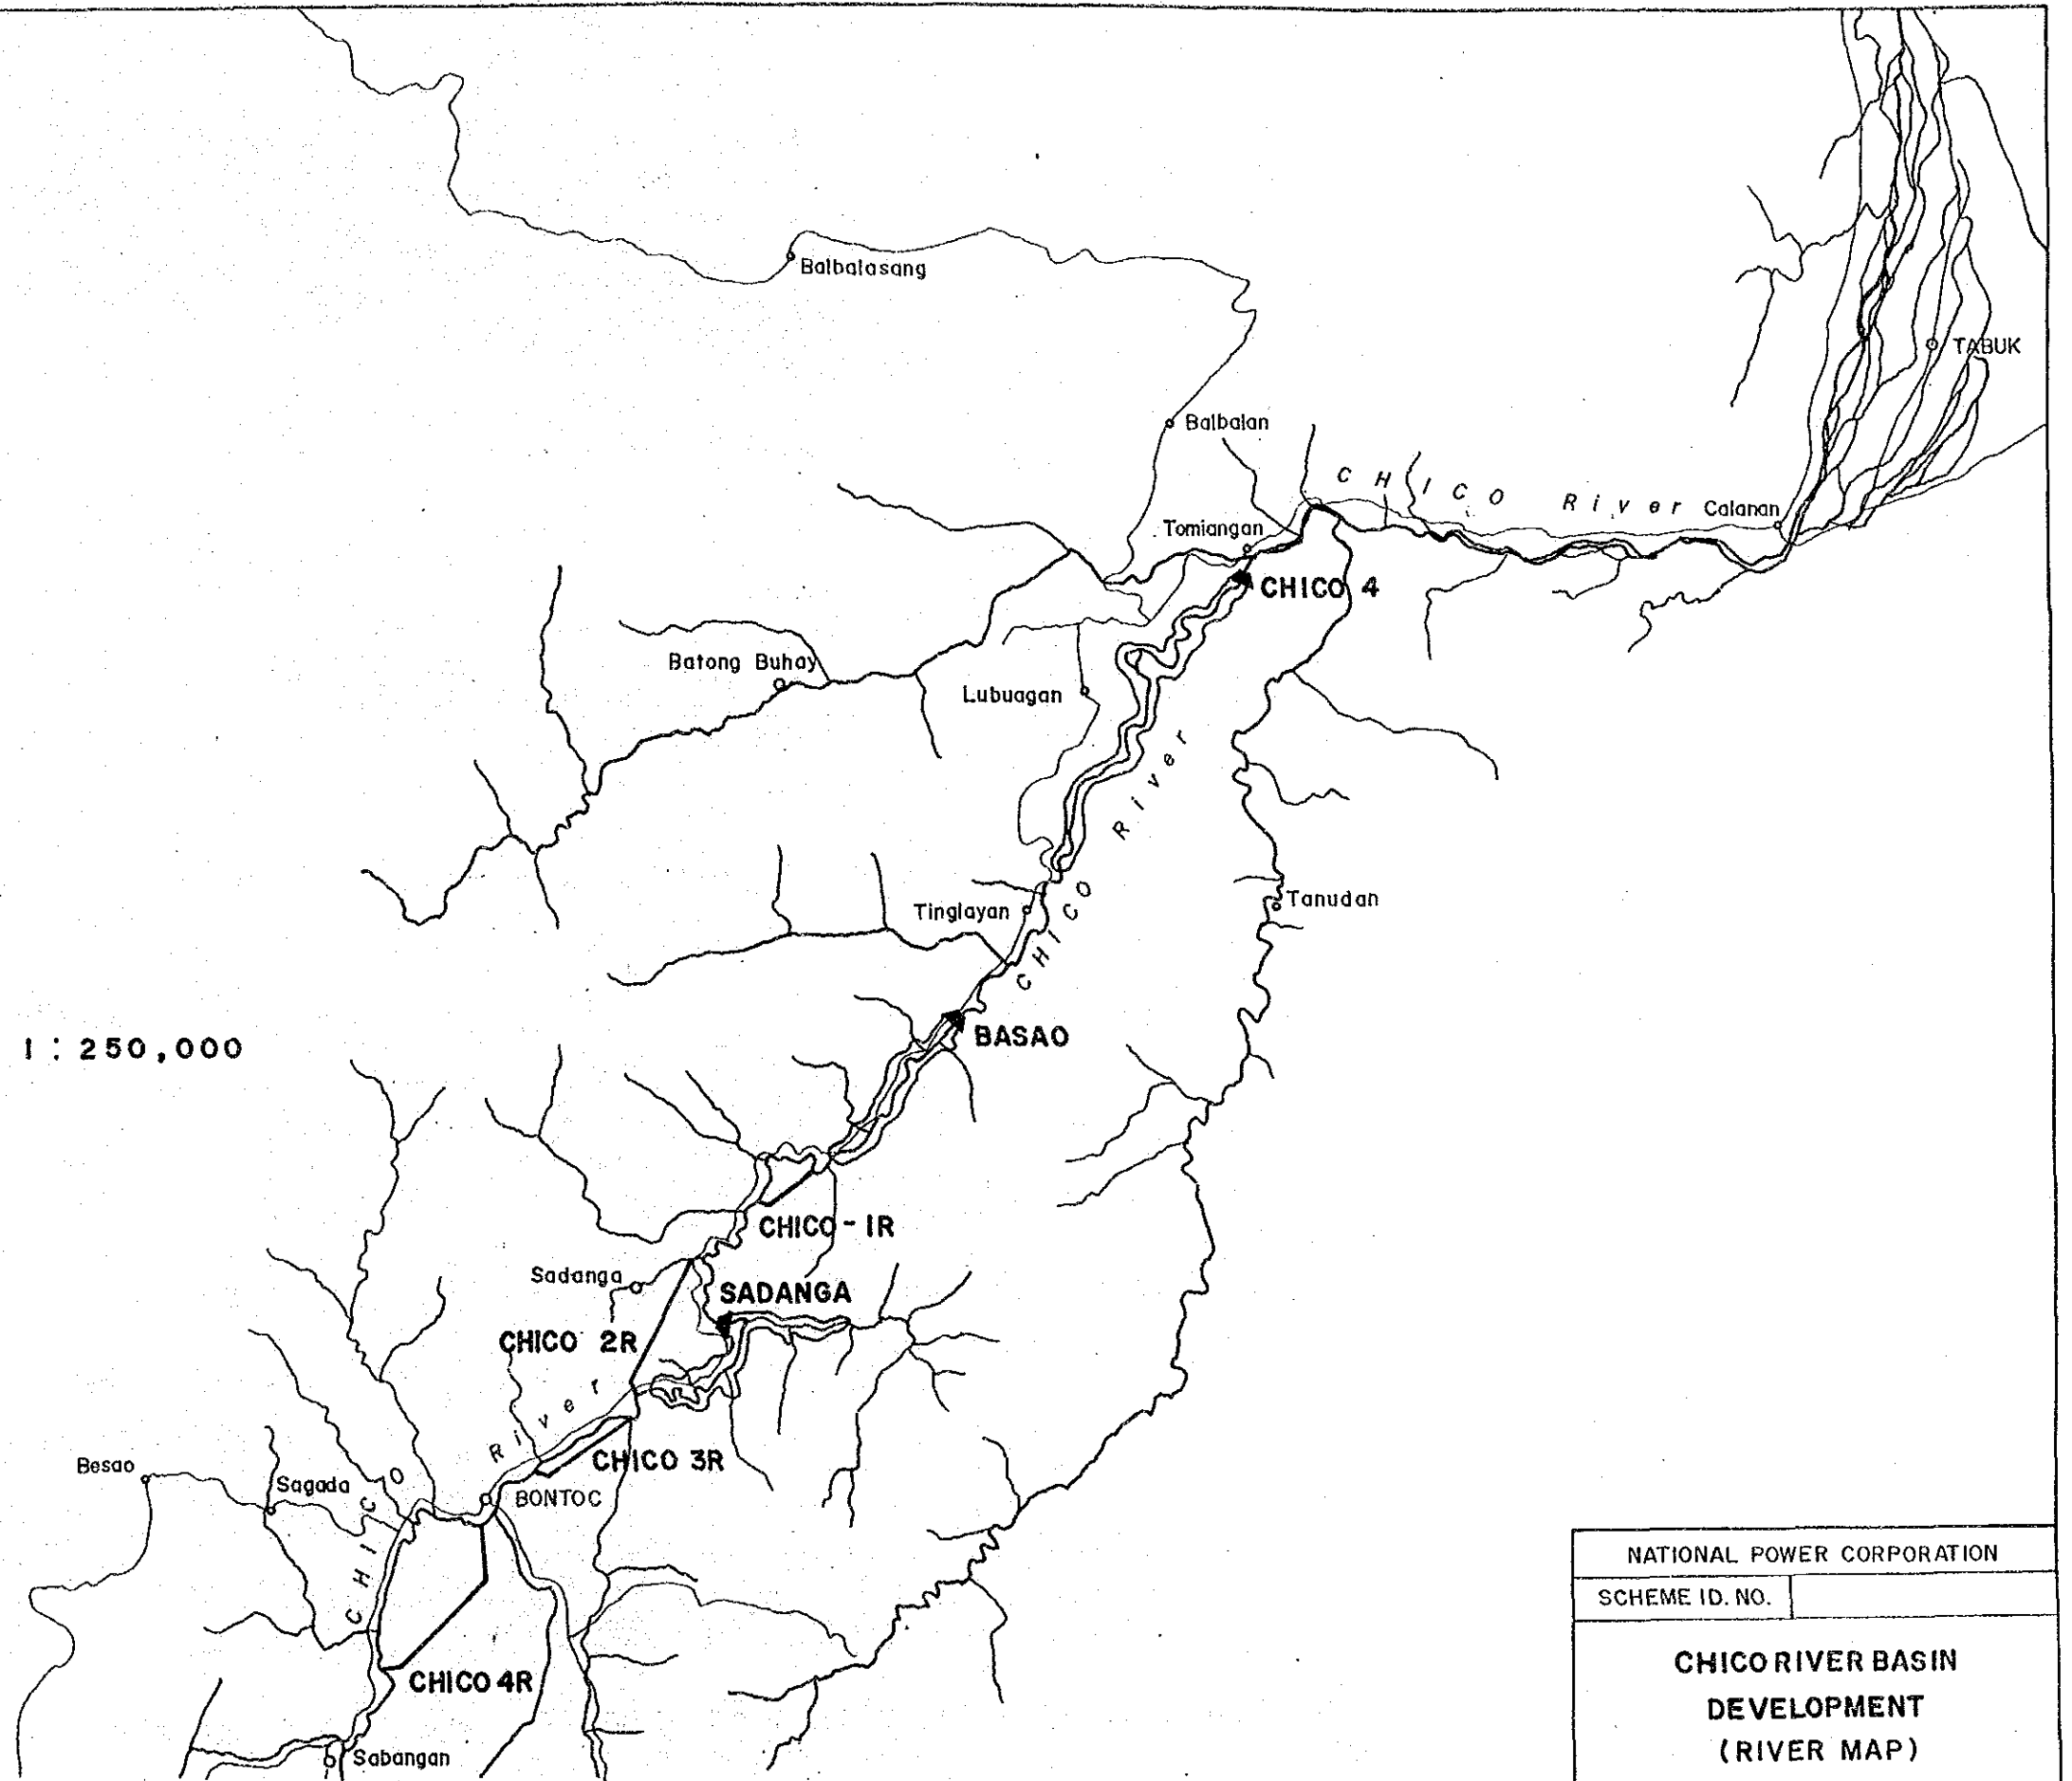 Balbalasang
TABUK
Balbalan
CHICO River
Calanan
Tomiangan
CHICO 4
Batong Buhay
Lubuagan
CHICO River
Tanudan
Tinglayan
BASAO
1:250,000
CHICO-1R
Sadanga
SADANGA
CHICO 2R
CHICO River
CHICO 3R
Besao
Sagada
BONTOC
CHICO 4R
Sabangan
NATIONAL POWER CORPORATION
SCHEME ID. NO.
CHICO RIVER BASIN
DEVELOPMENT
(RIVER MAP)